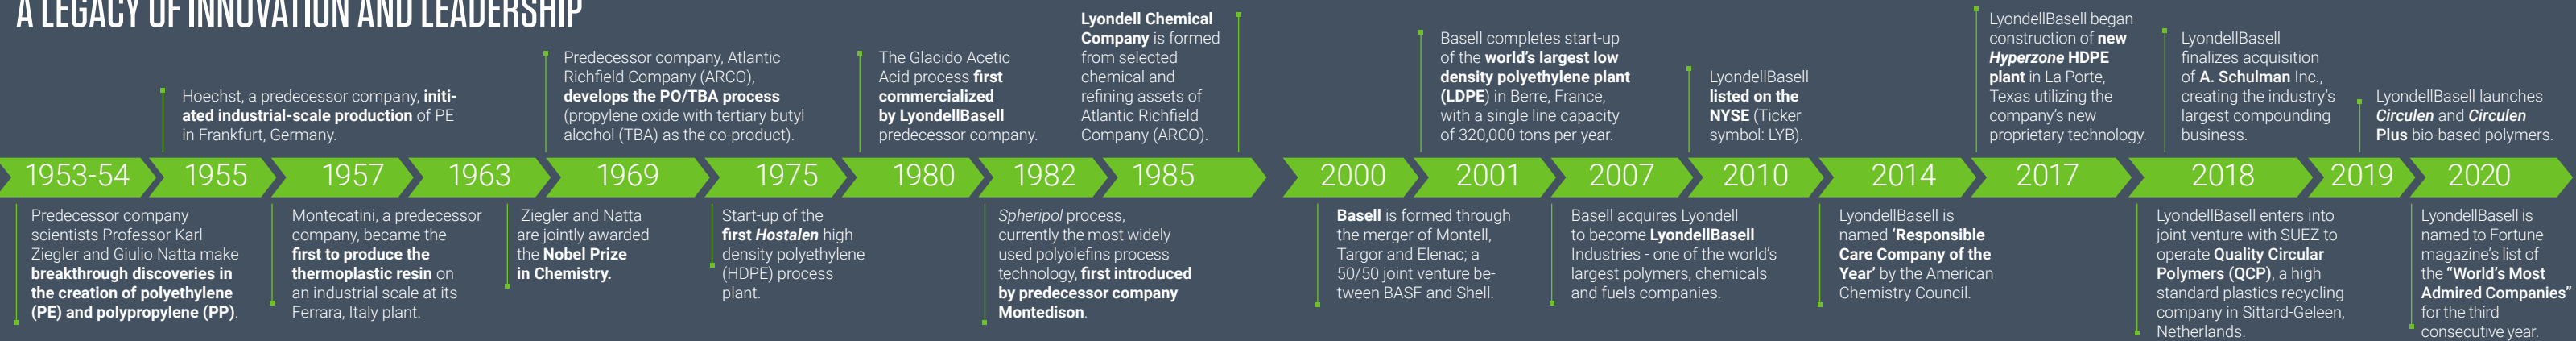 A LEGACY OF INNOVATION AND LEADERSHIP
Hoechst, a predecessor company, initi-
ated industrial-scale production of PE
in Frankfurt, Germany.
Predecessor company, Atlantic
Richfield Company (ARCO),
develops the PO/TBA process
(propylene oxide with tertiary butyl
alcohol (TBA) as the co-product).
The Glacido Acetic
Acid process first
commercialized
by LyondellBasell
predecessor company.
Lyondell Chemical
Company is formed
from selected
chemical and
refining assets of
Atlantic Richfield
Company (ARCO).
Basell completes start-up
of the world's largest low
density polyethylene plant
(LDPE) in Berre, France,
with a single line capacity
of 320,000 tons per year.
LyondellBasell
listed on the
NYSE (Ticker
symbol: LYB).
LyondellBasell began
construction of new
Hyperzone HDPE
plant in La Porte,
Texas utilizing the
company's new
proprietary technology.
LyondellBasell
finalizes acquisition
of A. Schulman Inc.,
creating the industry's
largest compounding
business.
LyondellBasell launches
Circulen and Circulen
Plus bio-based polymers.
1953-54 1955 1957 1963 1969 1975 1980 1982 1985 2000 2001 2007 2010 2014 2017 2018 2019 2020
Predecessor company
scientists Professor Karl
Ziegler and Giulio Natta make
breakthrough discoveries in
the creation of polyethylene
(PE) and polypropylene (PP).
Montecatini, a predecessor
company, became the
first to produce the
thermoplastic resin on
an industrial scale at its
Ferrara, Italy plant.
Ziegler and Natta
are jointly awarded
the Nobel Prize
in Chemistry.
Start-up of the
first Hostalen high
density polyethylene
(HDPE) process
plant.
Spheripol process,
currently the most widely
used polyolefins process
technology, first introduced
by predecessor company
Montedison.
Basell is formed through
the merger of Montell,
Targor and Elenac; a
50/50 joint venture be-
tween BASF and Shell.
Basell acquires Lyondell
to become LyondellBasell
Industries - one of the world's
largest polymers, chemicals
and fuels companies.
LyondellBasell is
named ‘Responsible
Care Company of the
Year’ by the American
Chemistry Council.
LyondellBasell enters into
joint venture with SUEZ to
operate Quality Circular
Polymers (QCP), a high
standard plastics recycling
company in Sittard-Geleen,
Netherlands.
LyondellBasell is
named to Fortune
magazine's list of
the “World's Most
Admired Companies”
for the third
consecutive year.